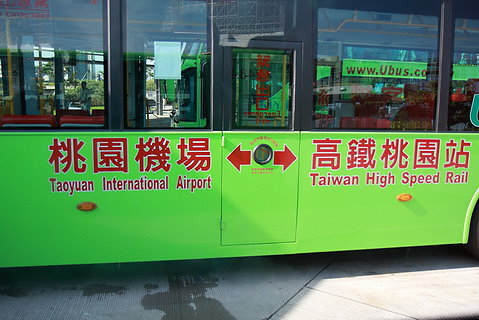 www.Ubus.co
桃園機場
Taoyuan International Airport
高鐵桃園站
Taiwan High Speed Rail